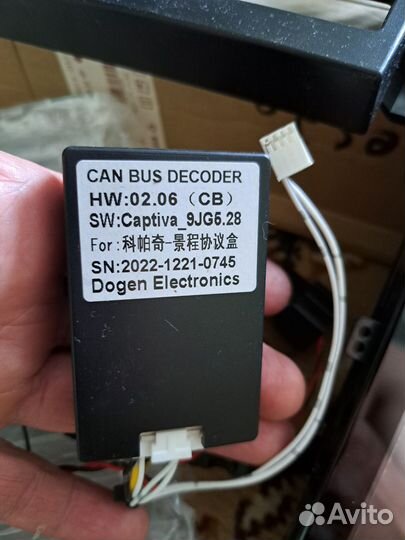 CAN BUS DECODER
HW:02.06（CB）
SW:Captiva_9JG5.28
For:科帕奇-景程协议盒
SN:2022-1221-0745
Dogen Electronics
Avito